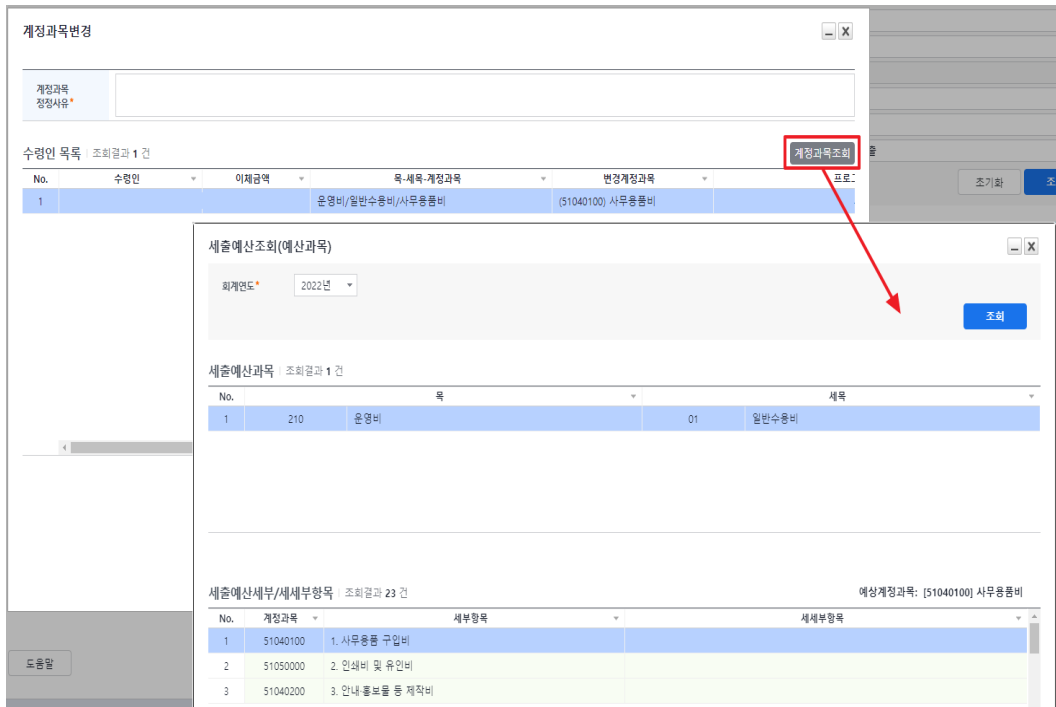 계정과목변경
계정과목
정정사유*
수령인 목록 조회결과 1 건
계정과목조회
No. 수령인 이체금액 목-세목-계정과목 변경계정과목
1 운영비/일반수용비/사무용품비 (51040100) 사무용품비
초기화
세출예산조회(예산과목)
회계연도* 2022년
조회
세출예산과목 조회결과 1 건
No. 목 세목
1 210 운영비 01 일반수용비
세출예산세부/세세부항목 조회결과 23 건
예상계정과목: [51040100] 사무용품비
No. 계정과목 세부항목 세세부항목
1 51040100 1. 사무용품 구입비
2 51050000 2. 인쇄비 및 유인비
3 51040200 3. 안내·홍보물 등 제작비
도움말